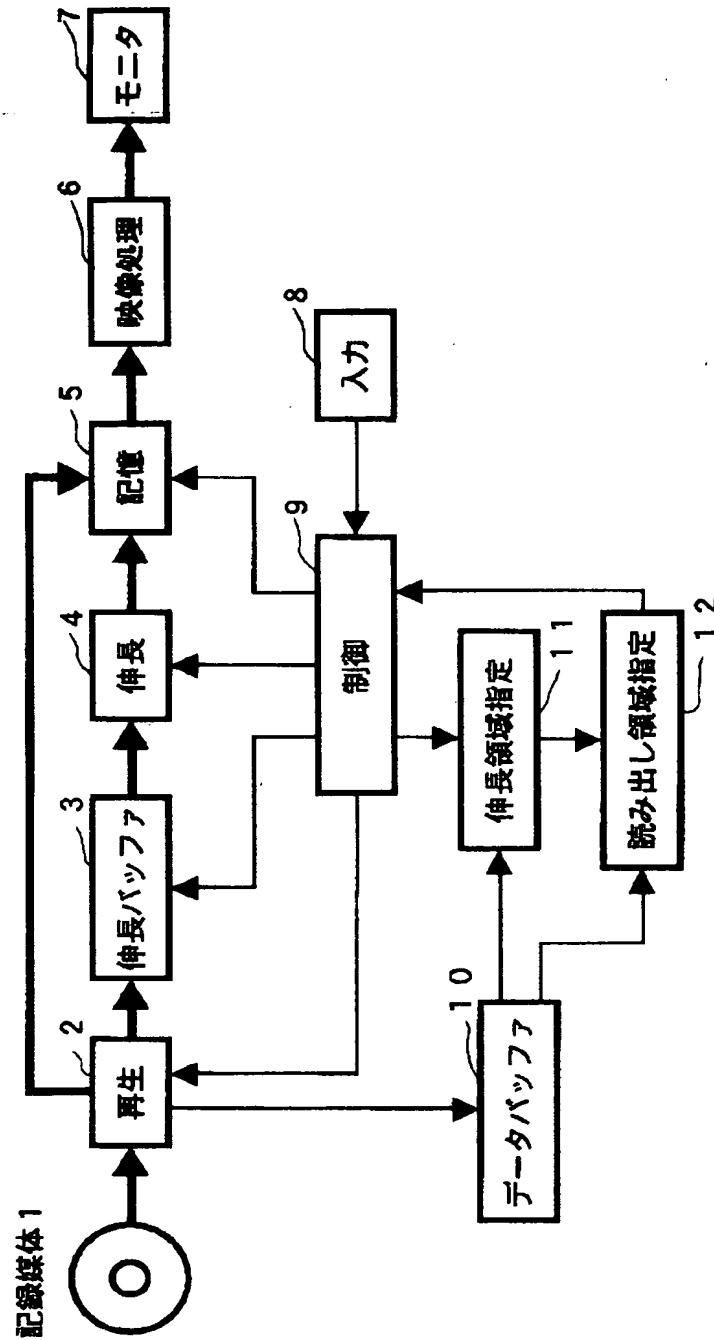 記録媒体1
再生
2
伸長バッファ
3
伸長
4
記憶
5
映像処理
6
モニタ
7
入力
8
制御
9
データバッファ
10
伸長領域指定
11
読み出し領域指定
12